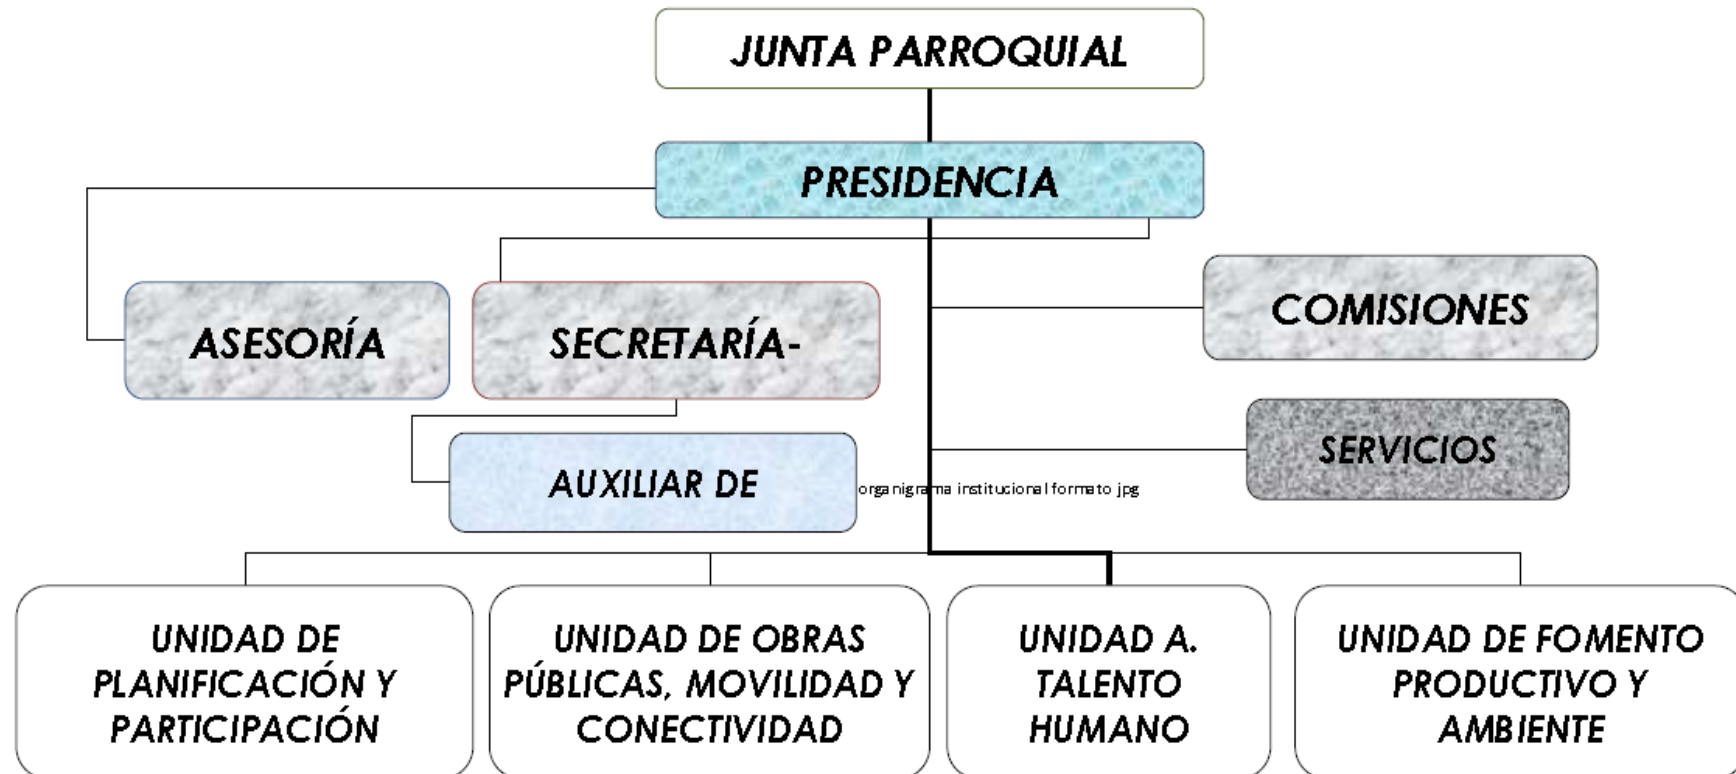 JUNTA PARROQUIAL
PRESIDENCIA
ASESORÍA
SECRETARÍA-
COMISIONES
SERVICIOS
AUXILIAR DE
organigrama institucional formato jpg
UNIDAD DE
PLANIFICACIÓN Y
PARTICIPACIÓN
UNIDAD DE OBRAS
PÚBLICAS, MOVILIDAD Y
CONECTIVIDAD
UNIDAD A.
TALENTO
HUMANO
UNIDAD DE FOMENTO
PRODUCTIVO Y
AMBIENTE